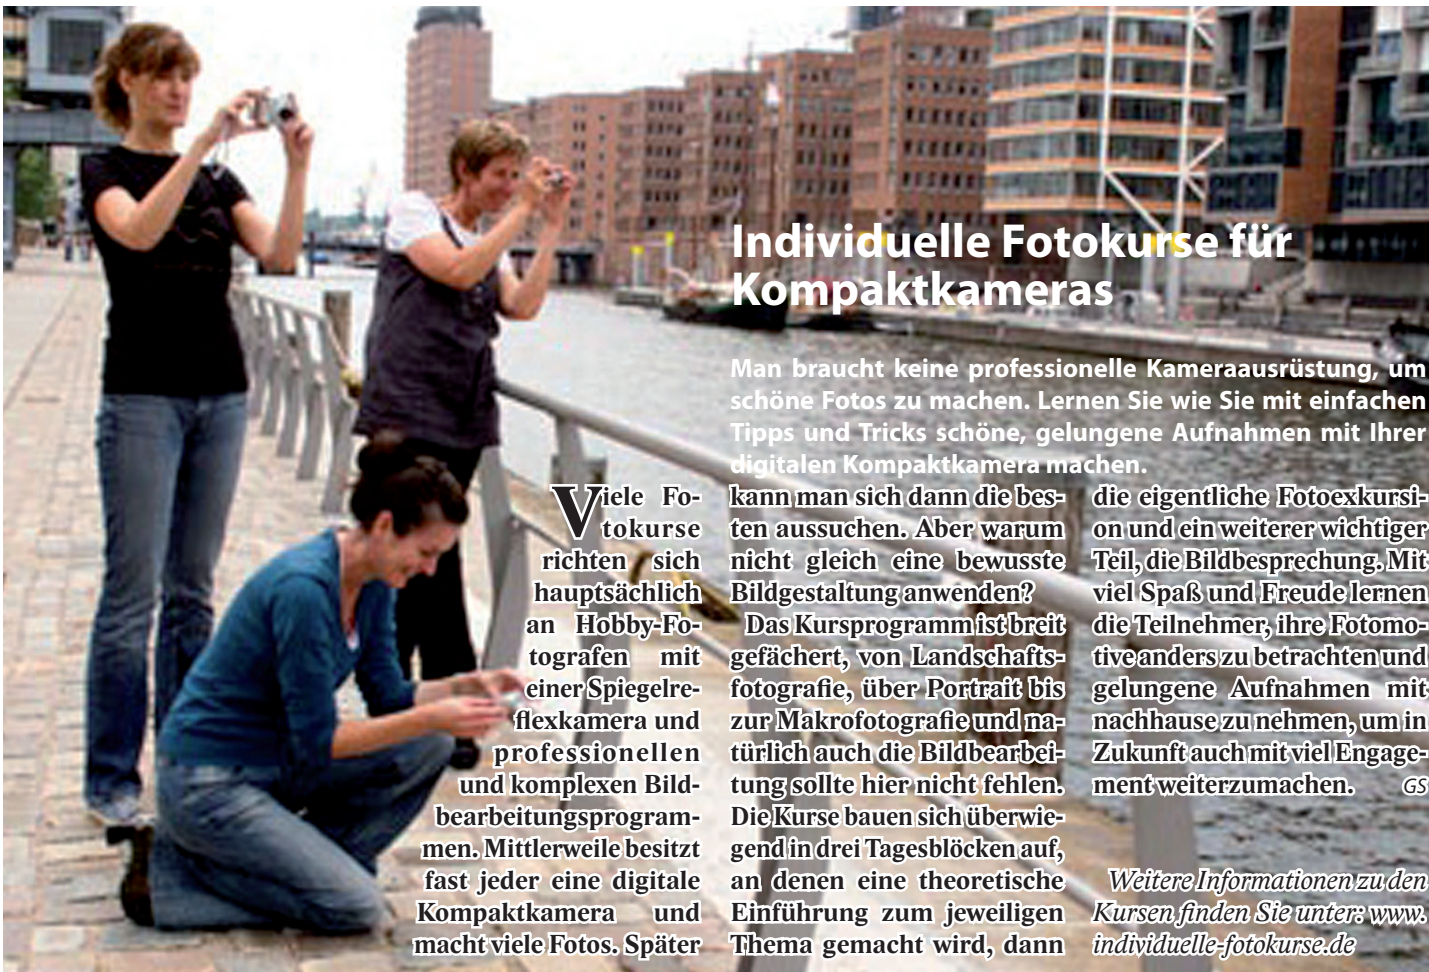 Individuelle Fotokurse für
Kompaktkameras
Man braucht keine professionelle Kameraausrüstung, um
schöne Fotos zu machen. Lernen Sie wie Sie mit einfachen
Tipps und Tricks schöne, gelungene Aufnahmen mit Ihrer
digitalen Kompaktkamera machen.
Viele Fo-
tokurse
richten sich
hauptsächlich
an Hobby-Fo-
tografen mit
einer Spiegelre-
flexkamera und
professionellen
und komplexen Bild-
bearbeitungsprogram-
men. Mittlerweile besitzt
fast jeder eine digitale
Kompaktkamera und
macht viele Fotos. Später
kann man sich dann die bes-
ten aussuchen. Aber warum
nicht gleich eine bewusste
Bildgestaltung anwenden?
Das Kursprogramm ist breit
gefächert, von Landschafts-
fotografie, über Portrait bis
zur Makrofotografie und na-
türlich auch die Bildbearbei-
tung sollte hier nicht fehlen.
Die Kurse bauen sich überwie-
gend in drei Tagesblöcken auf,
an denen eine theoretische
Einführung zum jeweiligen
Thema gemacht wird, dann
die eigentliche Fotoexkursi-
on und ein weiterer wichtiger
Teil, die Bildbesprechung. Mit
viel Spaß und Freude lernen
die Teilnehmer, ihre Fotomo-
tive anders zu betrachten und
gelungene Aufnahmen mit
nachhause zu nehmen, um in
Zukunft auch mit viel Engage-
ment weiterzumachen. GS
Weitere Informationen zu den
Kursen finden Sie unter: www.
individuelle-fotokurse.de